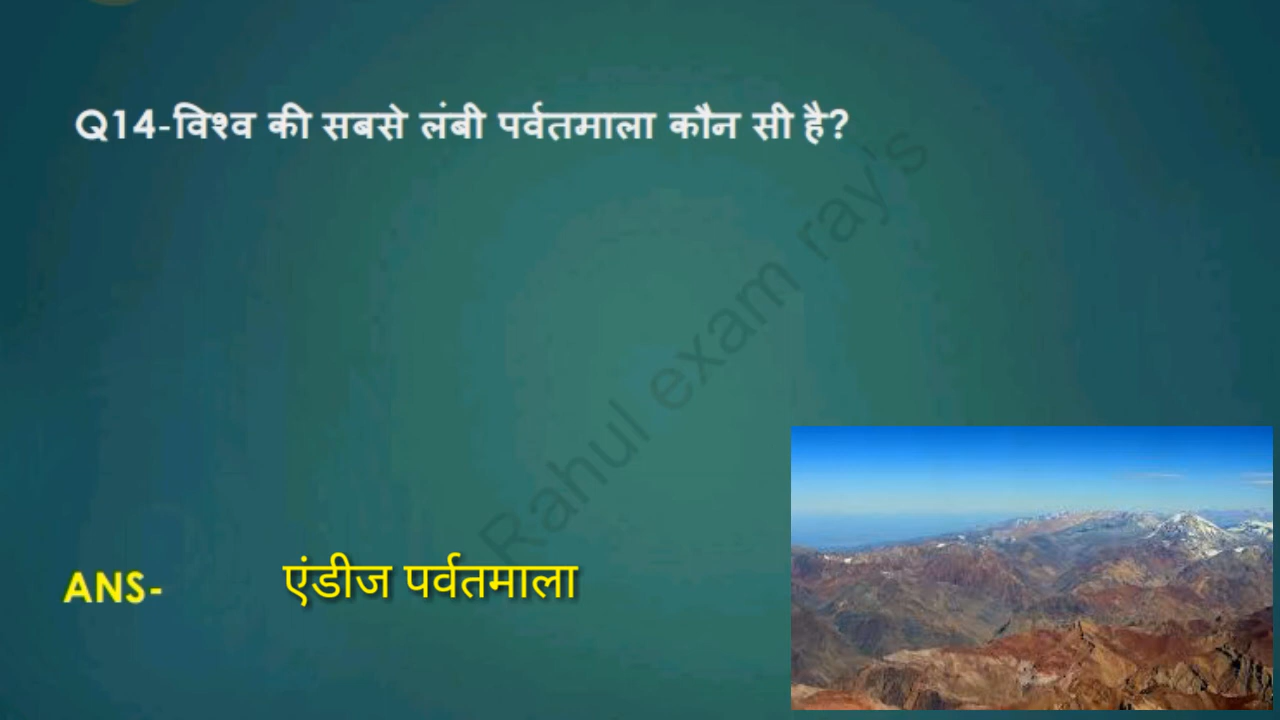 Q14-विश्व की सबसे लंबी पर्वतमाला कौन सी है?
Rahul exam ray's
ANS- एंडीज पर्वतमाला